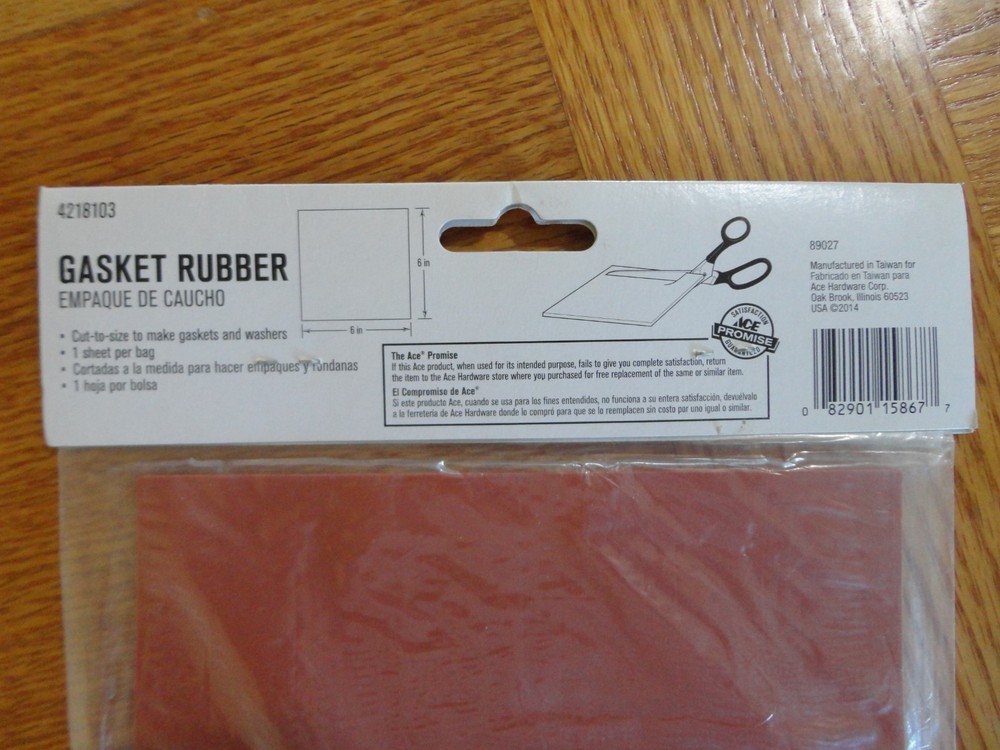 4218103
GASKET RUBBER
EMPAQUE DE CAUCHO
• Cut-to-size to make gaskets and washers
• 1 sheet per bag
• Cortadas a la medida para hacer empaques y rondanas
• 1 hoja por bolsa
6 in
6 in
The Ace® Promise
If this Ace product, when used for its intended purpose, fails to give you complete satisfaction, return
the item to the Ace Hardware store where you purchased for free replacement of the same or similar item.
El Compromiso de Ace®
Si este producto Ace, cuando se usa para los fines entendidos, no funciona a su entera satisfacción, devuélvalo
a la ferretería de Ace Hardware donde lo compró para que se lo reemplacen sin costo por uno igual o similar.
SATISFACTION
ACE
PROMISE
GUARANTEED
89027
Manufactured in Taiwan for
Fabricado en Taiwan para
Ace Hardware Corp.
Oak Brook, Illinois 60523
USA ©2014
0 82901 15867 7